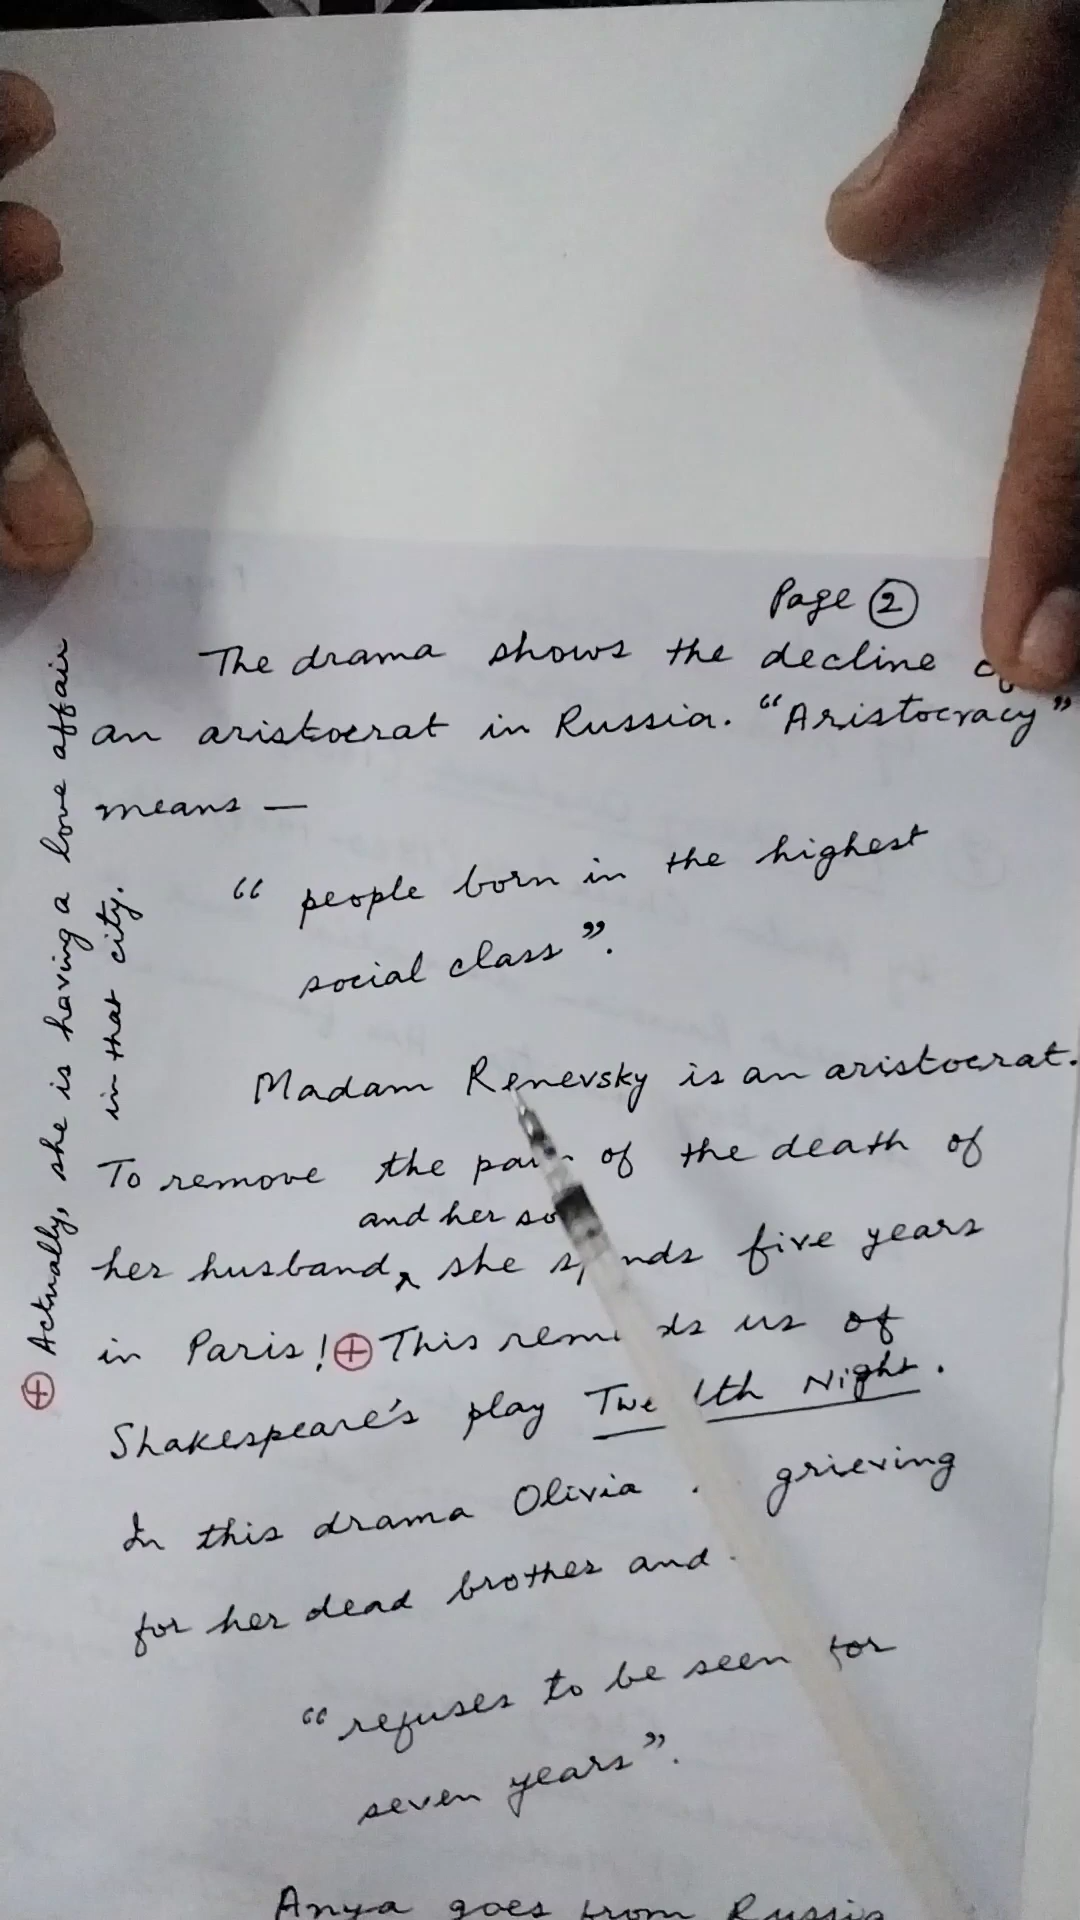 Page 2
The drama shows the decline
an aristocrat in Russia. "Aristocracy"
means —
"people born in the highest
social class".
Madam Renevsky is an aristocrat.
To remove the of the death of
and her
her husband, she five years
in Paris! ⊕ This us of
Shakespeare's play Night.
In this drama Olivia grieving
for her dead brother and
"refuses to be seen for
seven years".
Anya goes from Russia
⊕ Actually, she is having a love affair
in that city.